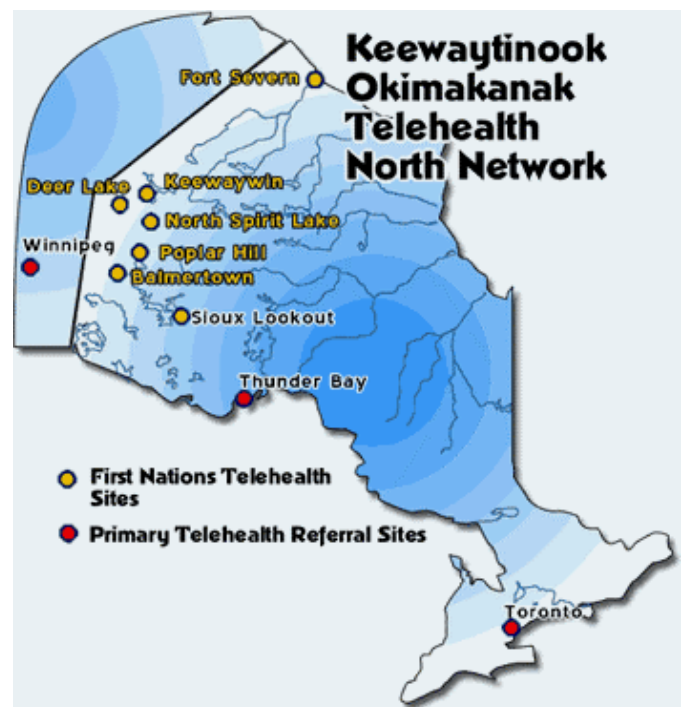 Keewaytinook
Okimakanak
Telehealth
North Network
Fort Severn
Deer Lake
Keewaywin
North Spirit Lake
Winnipeg
Poplar Hill
Balmertown
Sioux Lookout
Thunder Bay
First Nations Telehealth
Sites
Primary Telehealth Referral Sites
Toronto